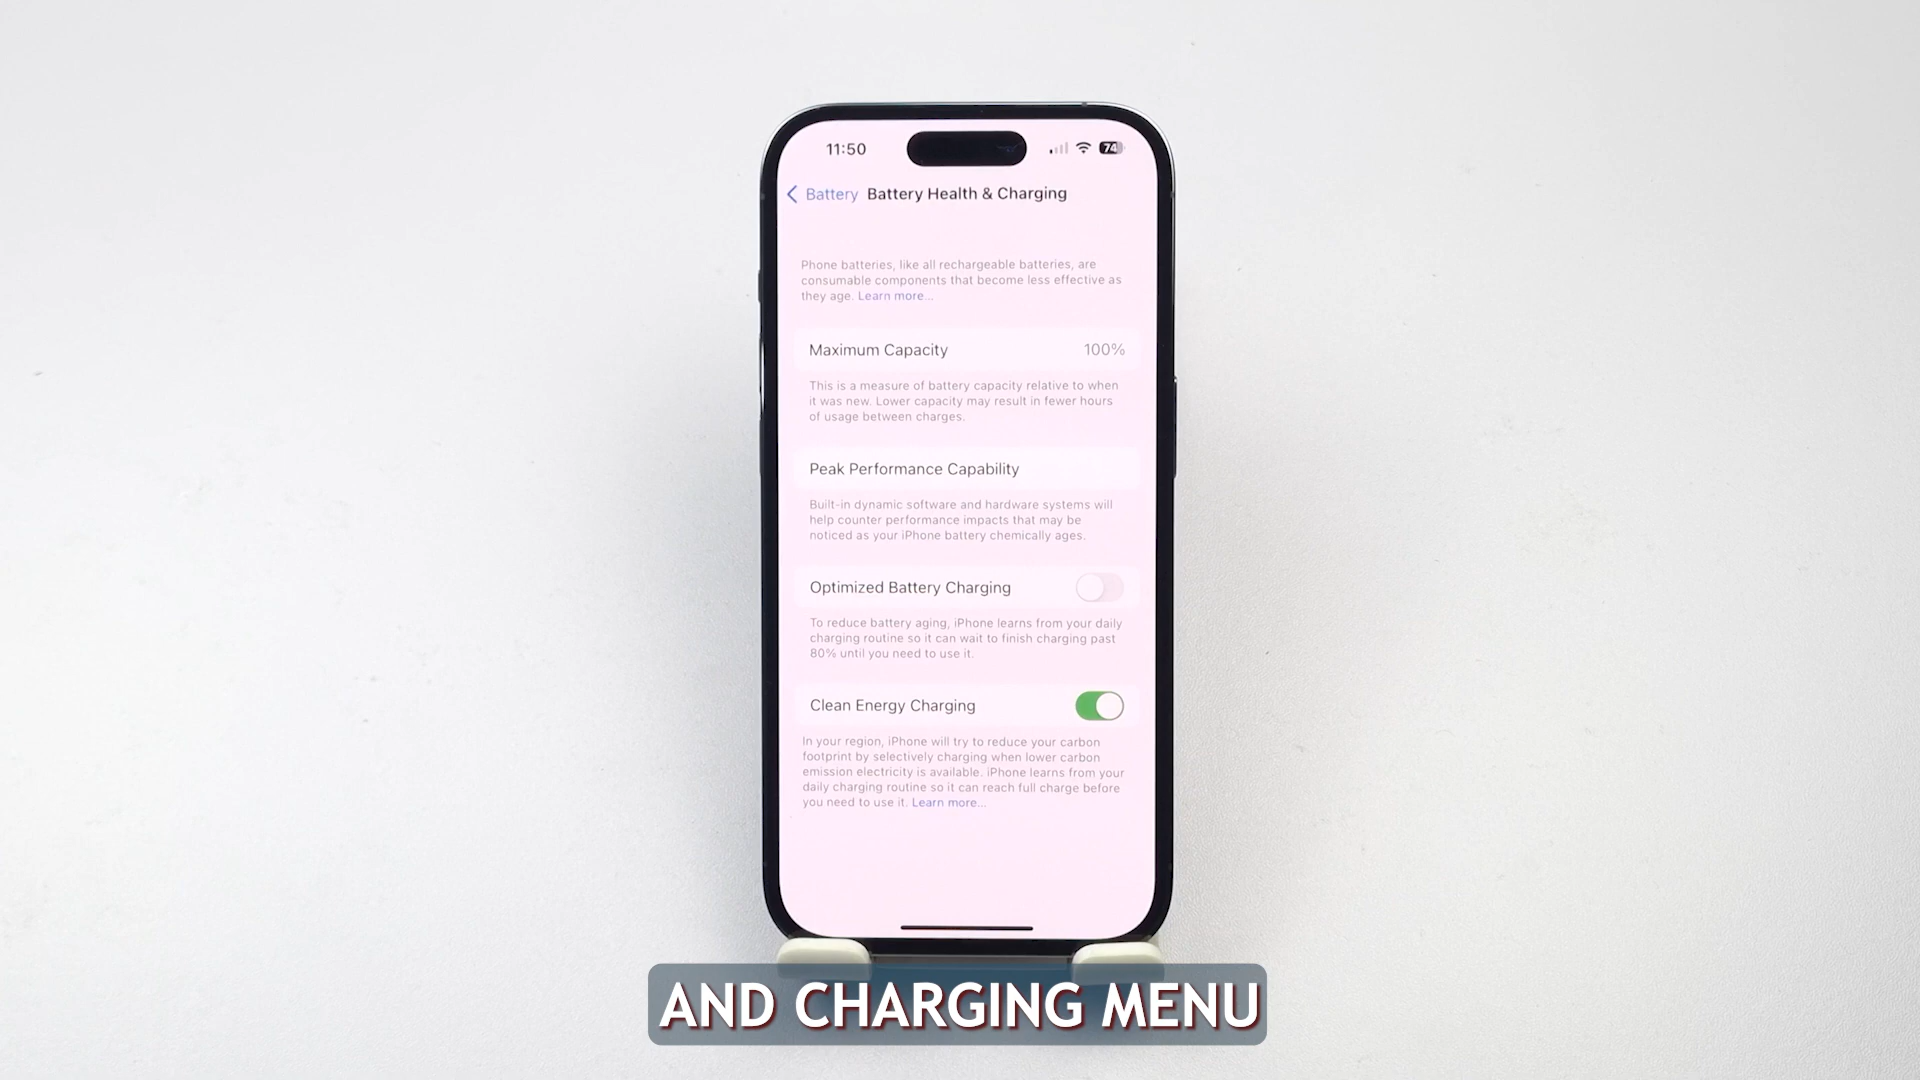 11:50
74
Battery Battery Health & Charging
Phone batteries, like all rechargeable batteries, are
consumable components that become less effective as
they age. Learn more...
Maximum Capacity 100%
This is a measure of battery capacity relative to when
it was new. Lower capacity may result in fewer hours
of usage between charges.
Peak Performance Capability
Built-in dynamic software and hardware systems will
help counter performance impacts that may be
noticed as your iPhone battery chemically ages.
Optimized Battery Charging
To reduce battery aging, iPhone learns from your daily
charging routine so it can wait to finish charging past
80% until you need to use it.
Clean Energy Charging
In your region, iPhone will try to reduce your carbon
footprint by selectively charging when lower carbon
emission electricity is available. iPhone learns from your
daily charging routine so it can reach full charge before
you need to use it. Learn more...
AND CHARGING MENU